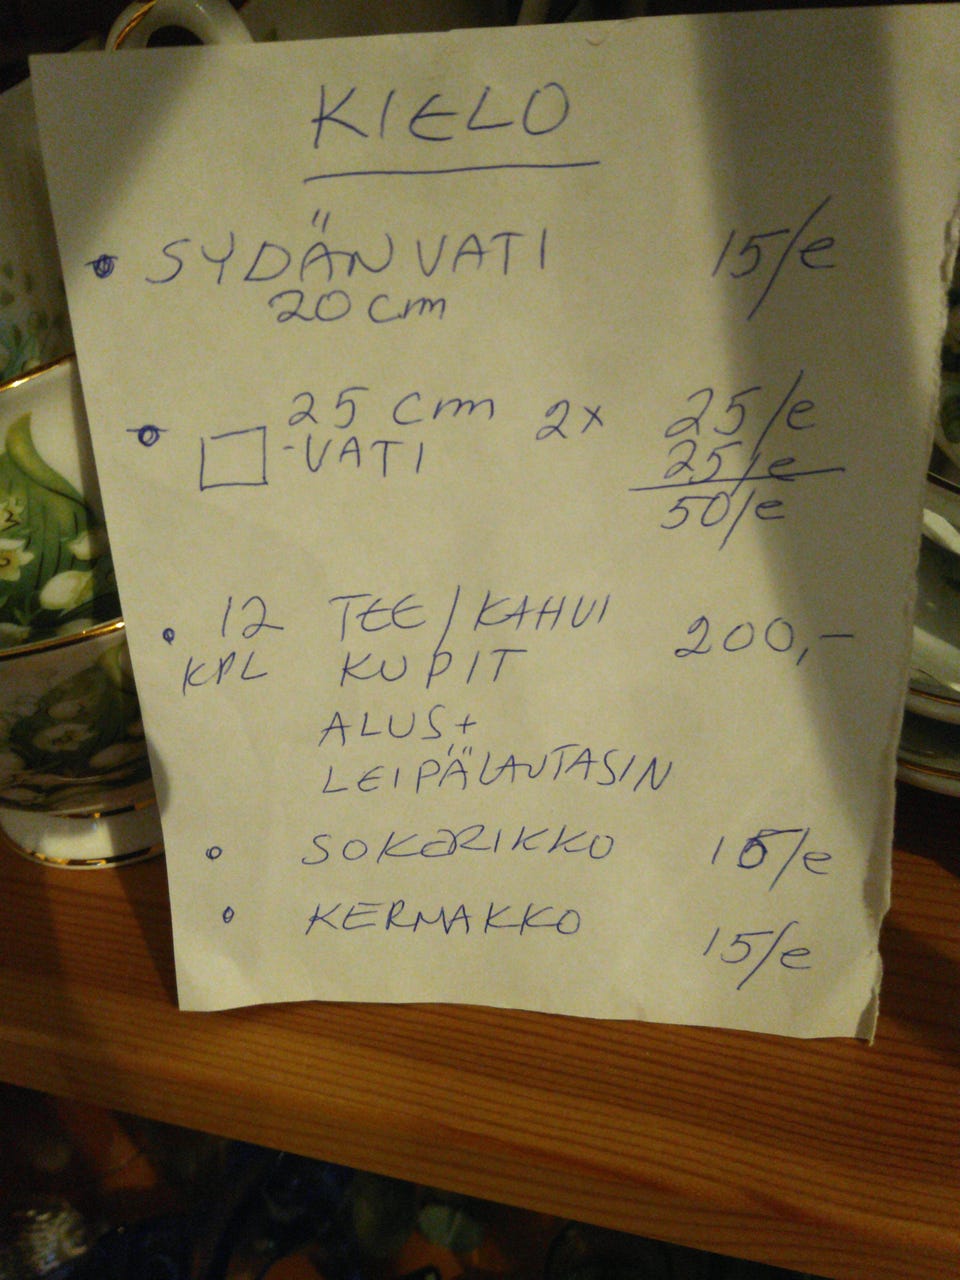 KIELO
SYDÄNVATI 15/e
20 cm
25 cm 2x 25/e
-VATI 25/e
50/e
12 TEE/KAHVI 200,-
KPL KUPIT
ALUS+
LEIPÄLAUTASIN
SOKERIKKO 15/e
KERMAKKO 15/e